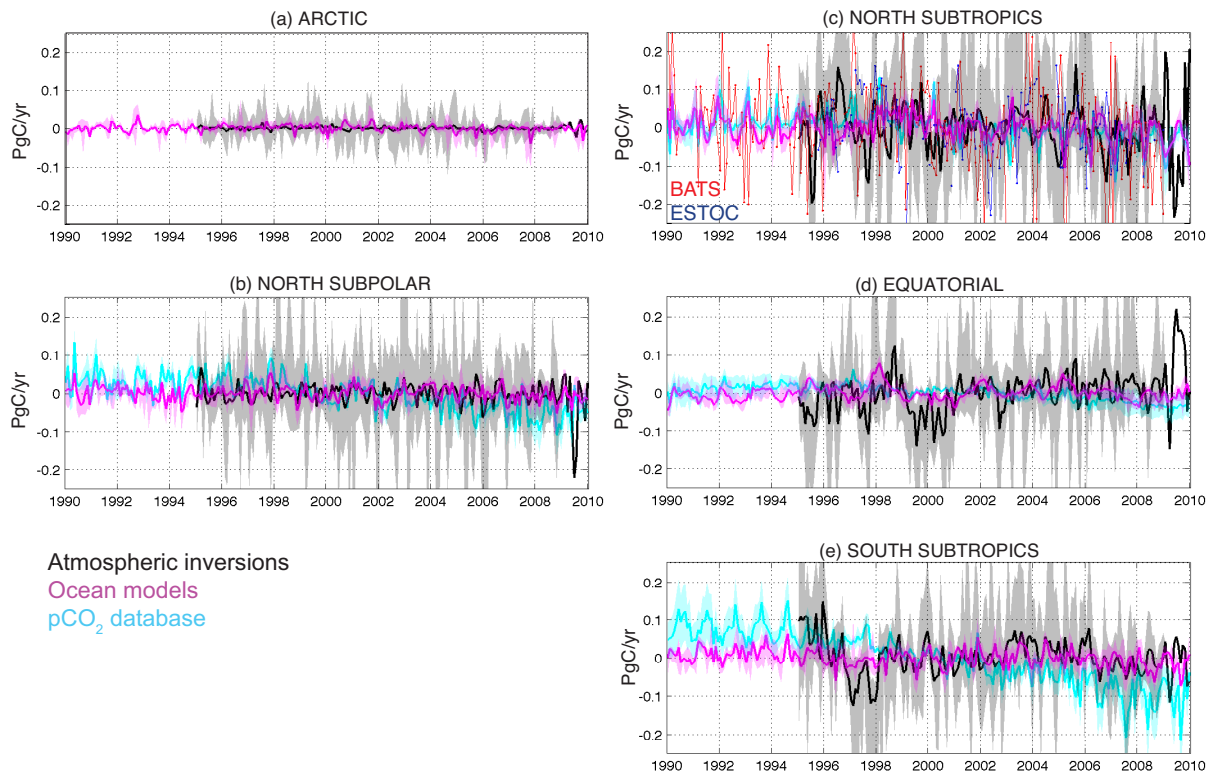 (a) ARCTIC
PgC/yr
0.2
0.1
0
-0.1
-0.2
1990 1992 1994 1996 1998 2000 2002 2004 2006 2008 2010
(b) NORTH SUBPOLAR
PgC/yr
0.2
0.1
0
-0.1
-0.2
1990 1992 1994 1996 1998 2000 2002 2004 2006 2008 2010
Atmospheric inversions
Ocean models
pCO₂ database
(c) NORTH SUBTROPICS
PgC/yr
0.2
0.1
0
-0.1
-0.2
BATS
ESTOC
1990 1992 1994 1996 1998 2000 2002 2004 2006 2008 2010
(d) EQUATORIAL
PgC/yr
0.2
0.1
0
-0.1
-0.2
1990 1992 1994 1996 1998 2000 2002 2004 2006 2008 2010
(e) SOUTH SUBTROPICS
PgC/yr
0.2
0.1
0
-0.1
-0.2
1990 1992 1994 1996 1998 2000 2002 2004 2006 2008 2010